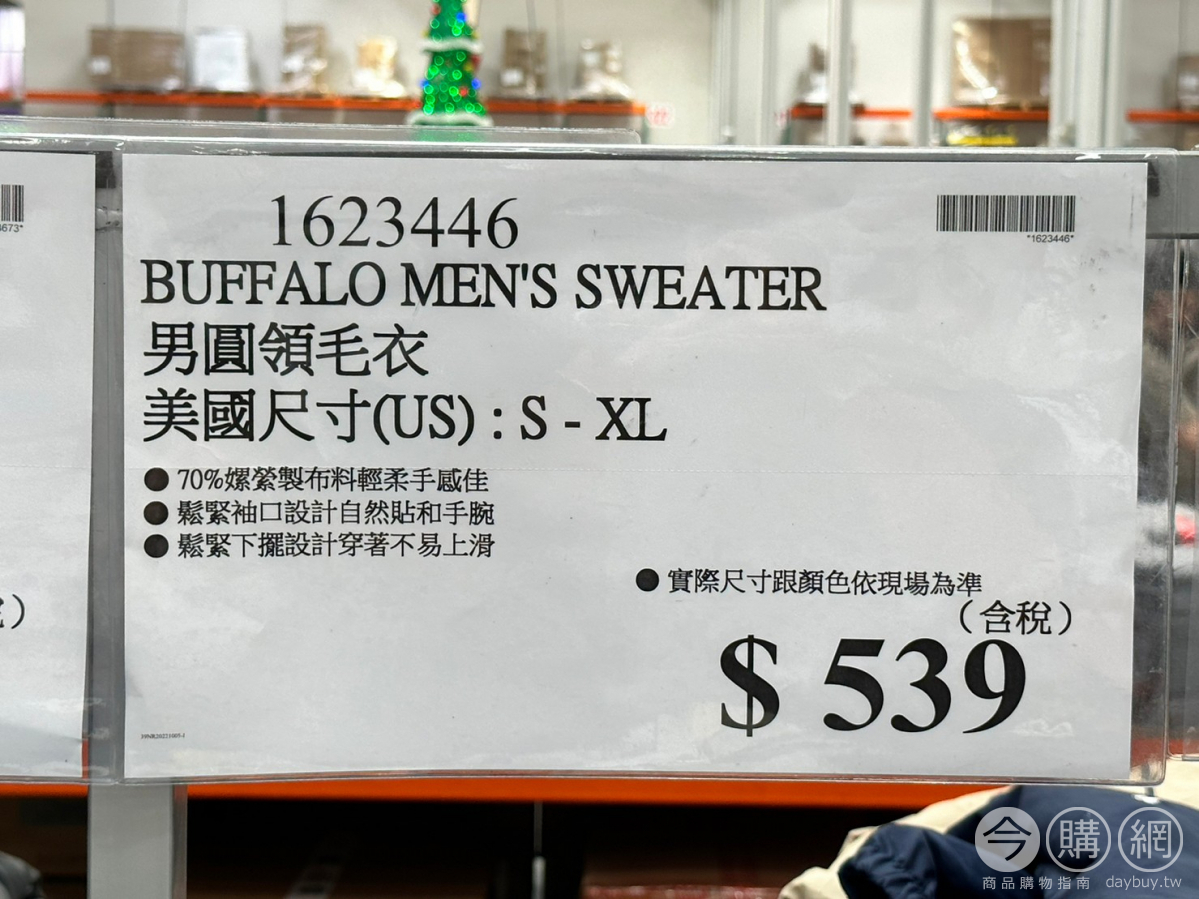 1623446
*1623446*
BUFFALO MEN'S SWEATER
男圓領毛衣
美國尺寸(US) : S - XL
● 70%嫘縈製布料輕柔手感佳
● 鬆緊袖口設計自然貼和手腕
● 鬆緊下擺設計穿著不易上滑
● 實際尺寸跟顏色依現場為準
（含稅）
$ 539
今購網
商品購物指南 daybuy.tw